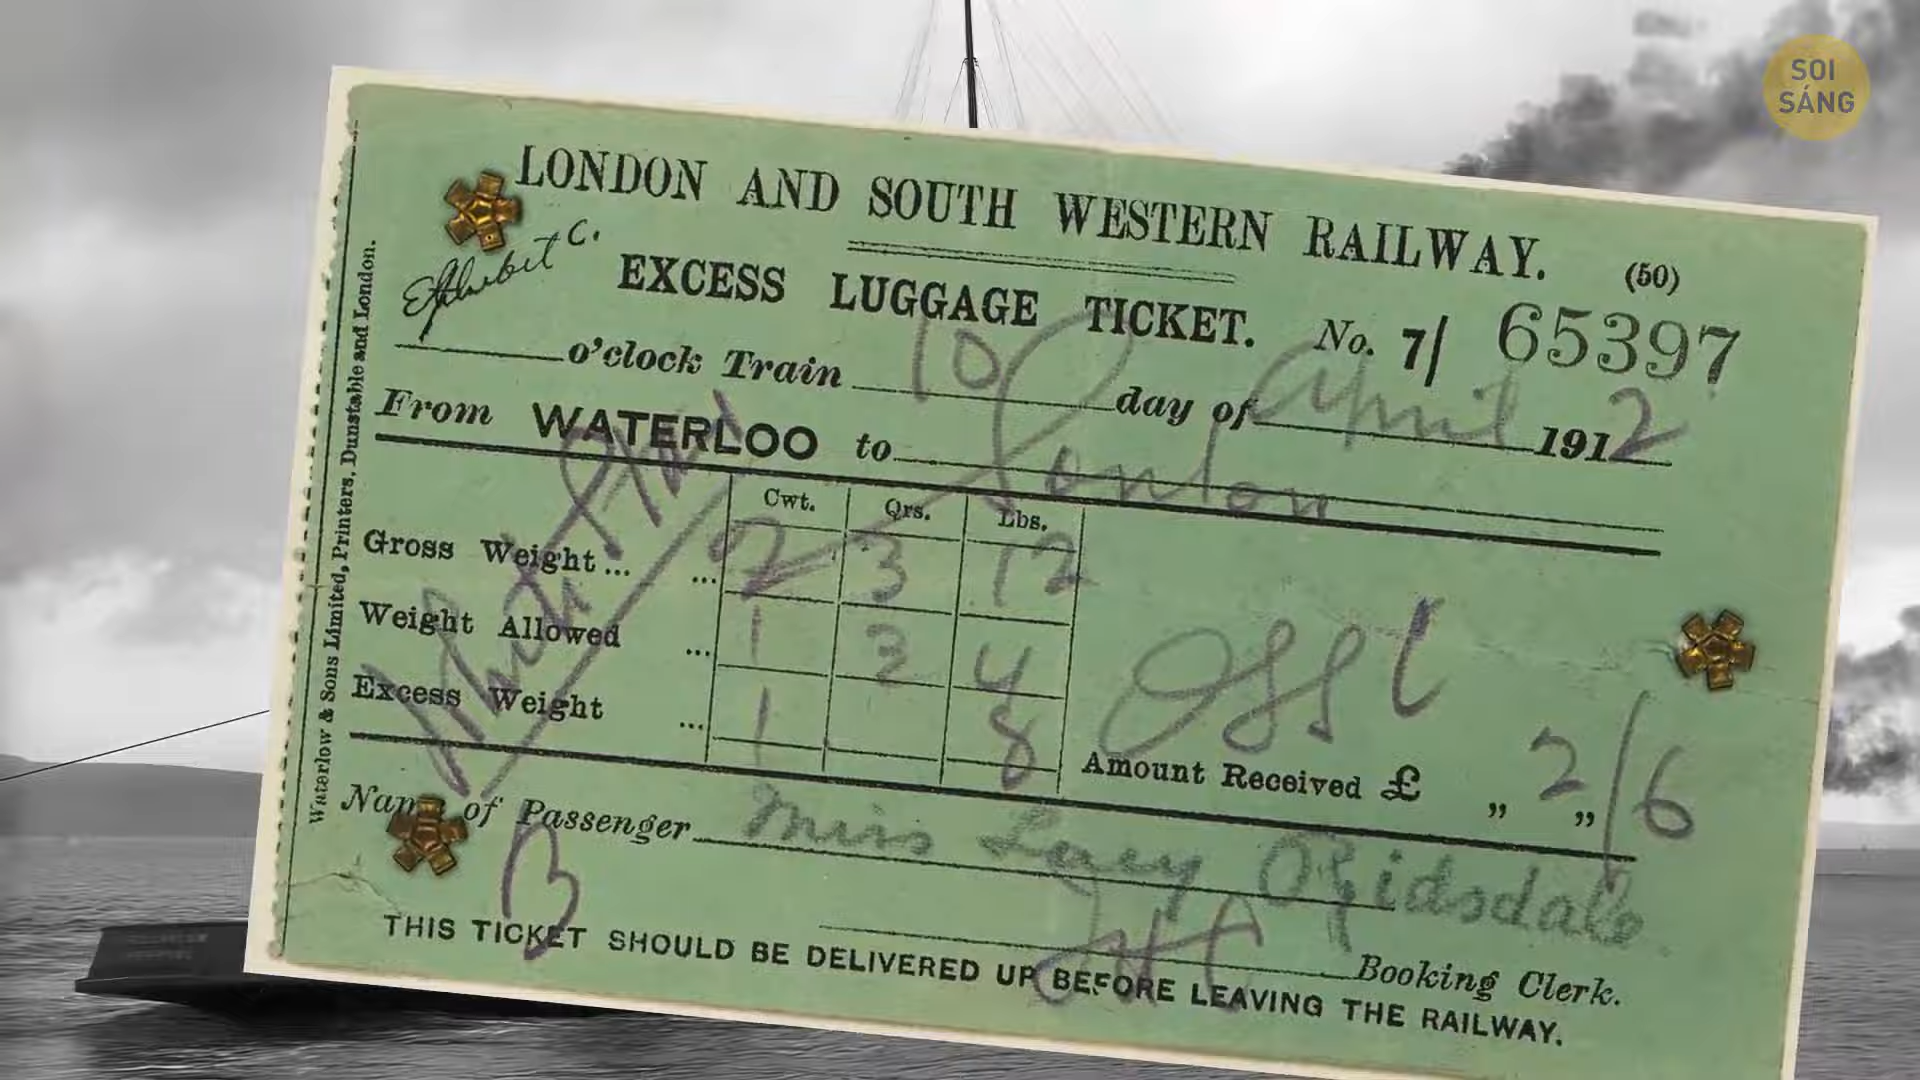 SOI
SÁNG
LONDON AND SOUTH WESTERN RAILWAY. (50)
EXCESS LUGGAGE TICKET. No. 7/ 65397
o'clock Train 10 day of April 1912
From WATERLOO to
Cwt. Qrs. Lbs.
Gross Weight... ... 2 3 12
Weight Allowed ... 1 3 4
Excess Weight ... 1 8
Amount Received £ „ 2 „ / 6
Name of Passenger Miss Lucy Ridsdale
B
Booking Clerk.
THIS TICKET SHOULD BE DELIVERED UP BEFORE LEAVING THE RAILWAY.
Waterlow & Sons Limited, Printers, Dunstable and London.